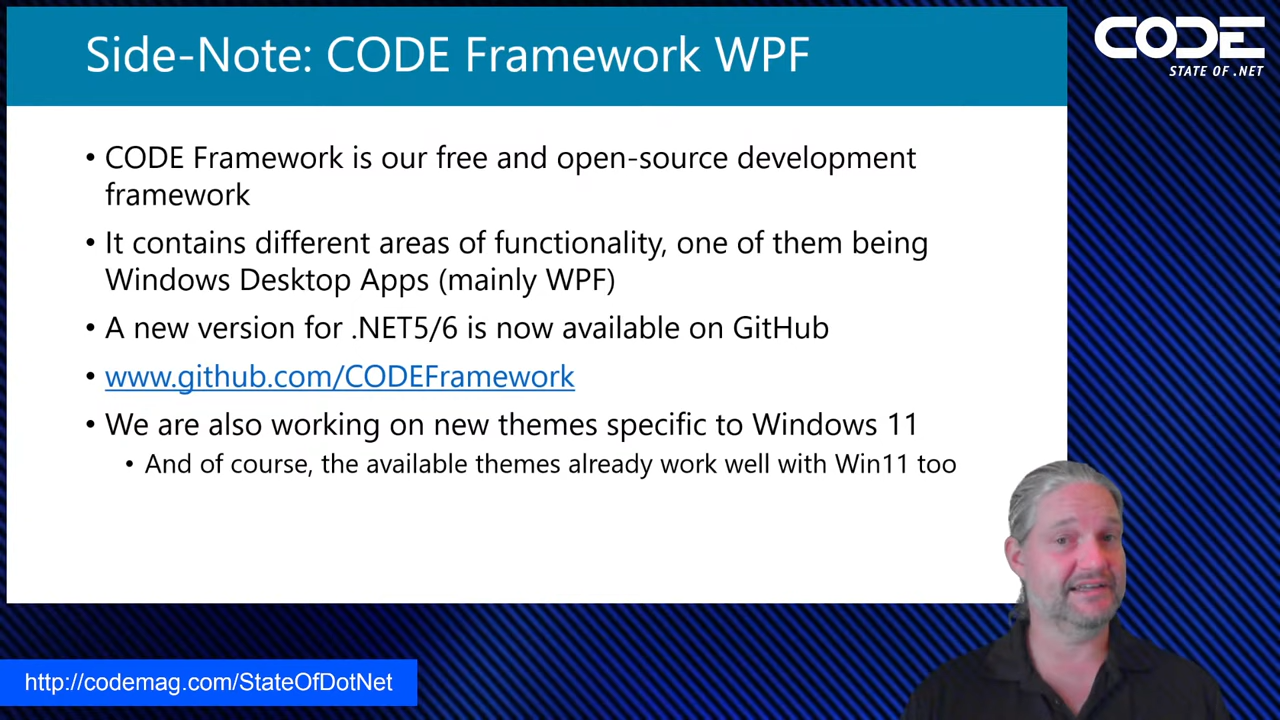 Side-Note: CODE Framework WPF
CODE
STATE OF .NET
• CODE Framework is our free and open-source development
framework
• It contains different areas of functionality, one of them being
Windows Desktop Apps (mainly WPF)
• A new version for .NET5/6 is now available on GitHub
• www.github.com/CODEFramework
• We are also working on new themes specific to Windows 11
• And of course, the available themes already work well with Win11 too
http://codemag.com/StateOfDotNet